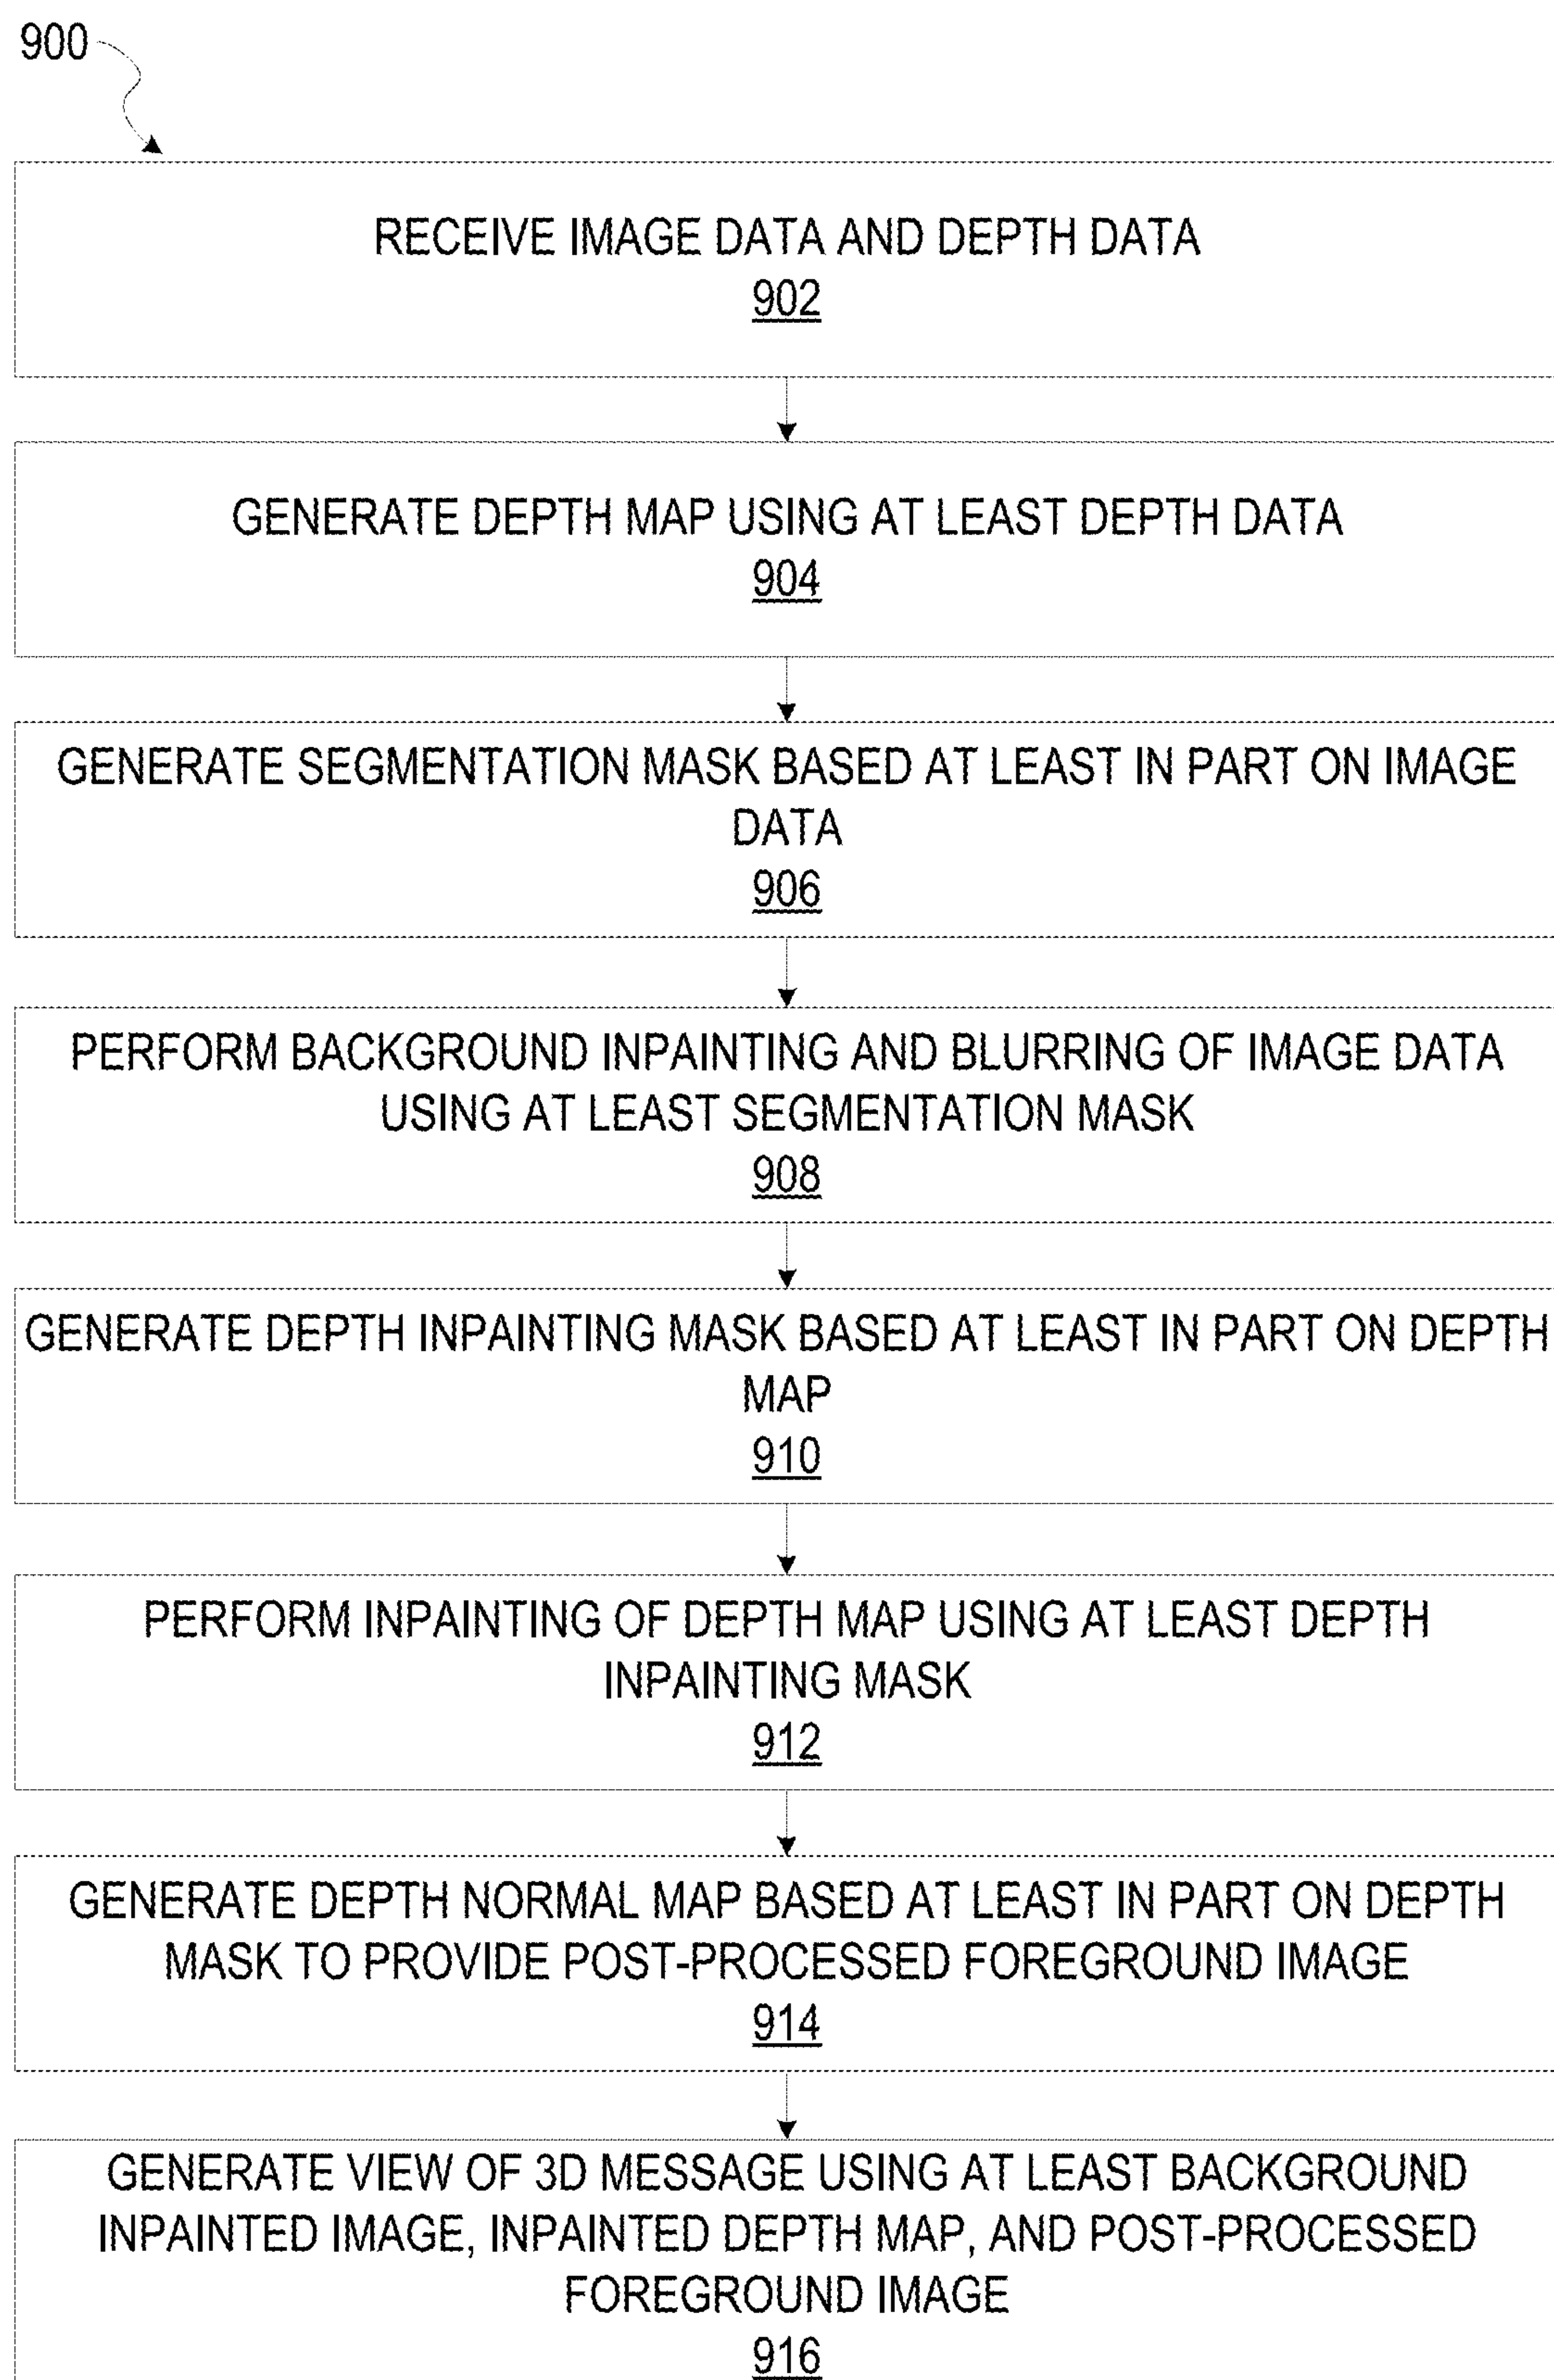 900
RECEIVE IMAGE DATA AND DEPTH DATA
902
GENERATE DEPTH MAP USING AT LEAST DEPTH DATA
904
GENERATE SEGMENTATION MASK BASED AT LEAST IN PART ON IMAGE
DATA
906
PERFORM BACKGROUND INPAINTING AND BLURRING OF IMAGE DATA
USING AT LEAST SEGMENTATION MASK
908
GENERATE DEPTH INPAINTING MASK BASED AT LEAST IN PART ON DEPTH
MAP
910
PERFORM INPAINTING OF DEPTH MAP USING AT LEAST DEPTH
INPAINTING MASK
912
GENERATE DEPTH NORMAL MAP BASED AT LEAST IN PART ON DEPTH
MASK TO PROVIDE POST-PROCESSED FOREGROUND IMAGE
914
GENERATE VIEW OF 3D MESSAGE USING AT LEAST BACKGROUND
INPAINTED IMAGE, INPAINTED DEPTH MAP, AND POST-PROCESSED
FOREGROUND IMAGE
916